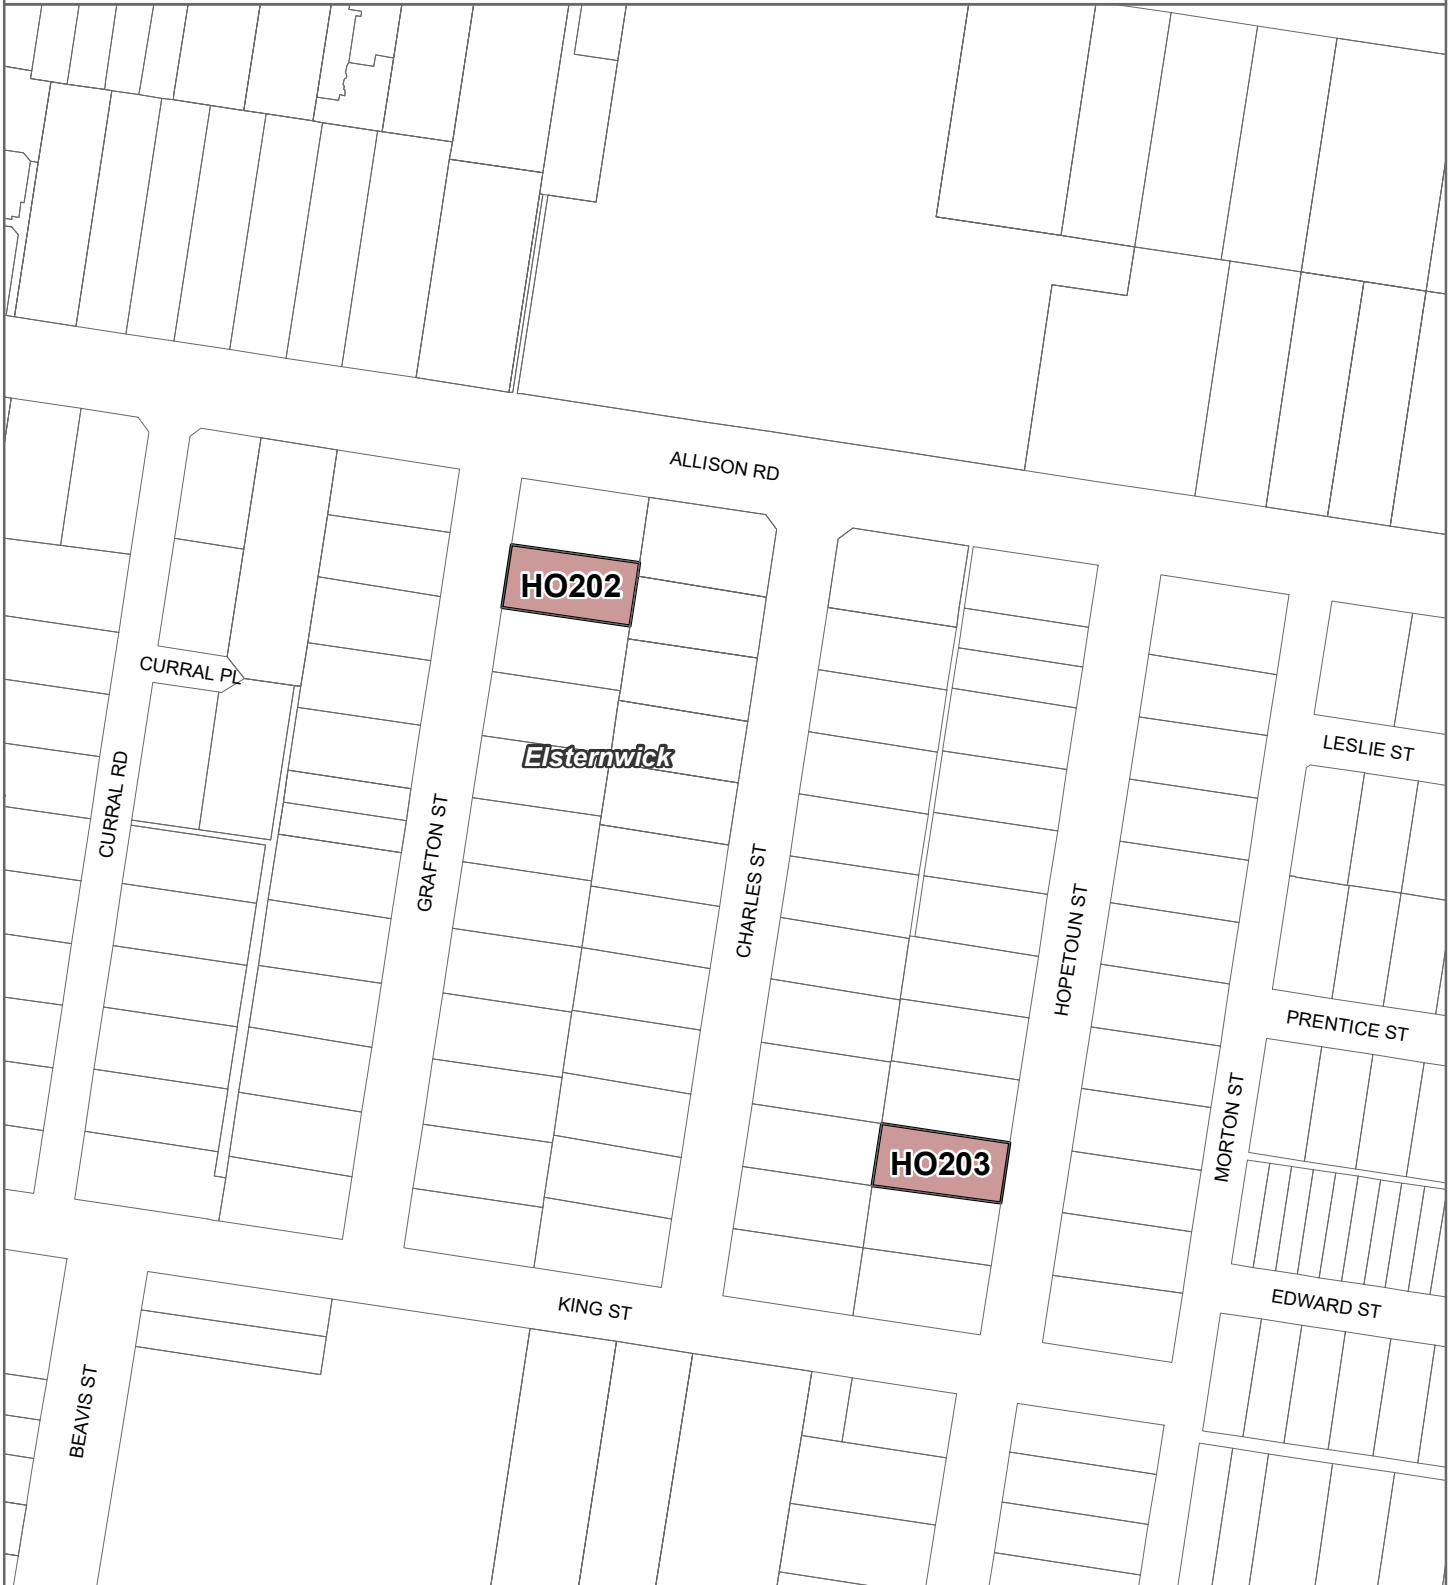 ALLISON RD
HO202
CURRAL PL
LESLIE ST
Elsternwick
CURRAL RD
GRAFTON ST
CHARLES ST
HOPETOUN ST
PRENTICE ST
MORTON ST
HO203
EDWARD ST
KING ST
BEAVIS ST